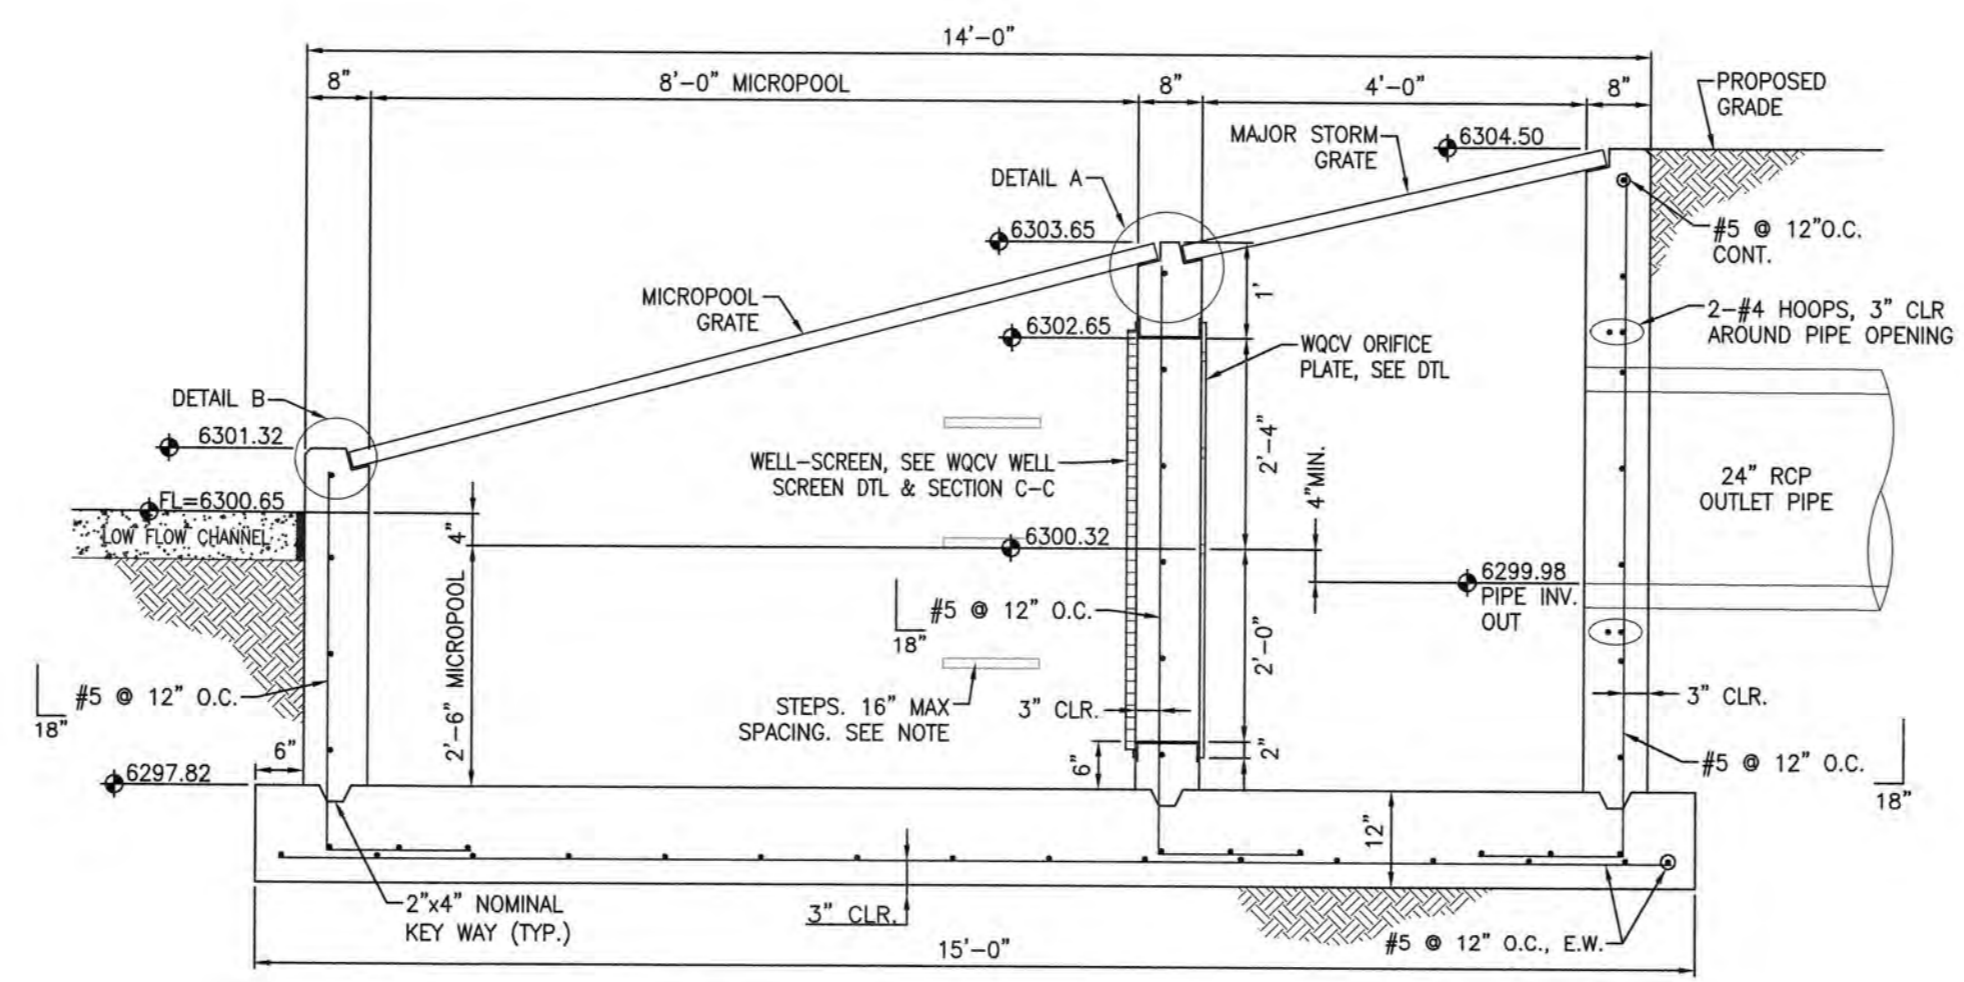 14'-0"
8"
8'-0" MICROPOOL
8"
4'-0"
8"
PROPOSED
GRADE
MAJOR STORM
GRATE
6304.50
DETAIL A
6303.65
#5 @ 12"O.C.
CONT.
MICROPOOL
GRATE
1'
2-#4 HOOPS, 3" CLR
AROUND PIPE OPENING
6302.65
WQCV ORIFICE
PLATE, SEE DTL
DETAIL B
6301.32
2'-4"
WELL-SCREEN, SEE WQCV WELL
SCREEN DTL & SECTION C-C
4"MIN.
24" RCP
OUTLET PIPE
FL=6300.65
LOW FLOW CHANNEL
4"
6300.32
6299.98
PIPE INV.
OUT
#5 @ 12" O.C.
18"
2'-6" MICROPOOL
2'-0"
#5 @ 12" O.C.
18"
STEPS. 16" MAX
SPACING. SEE NOTE
3" CLR.
3" CLR.
6"
6297.82
6"
2"
#5 @ 12" O.C.
18"
12"
2"x4" NOMINAL
KEY WAY (TYP.)
3" CLR.
#5 @ 12" O.C., E.W.
15'-0"